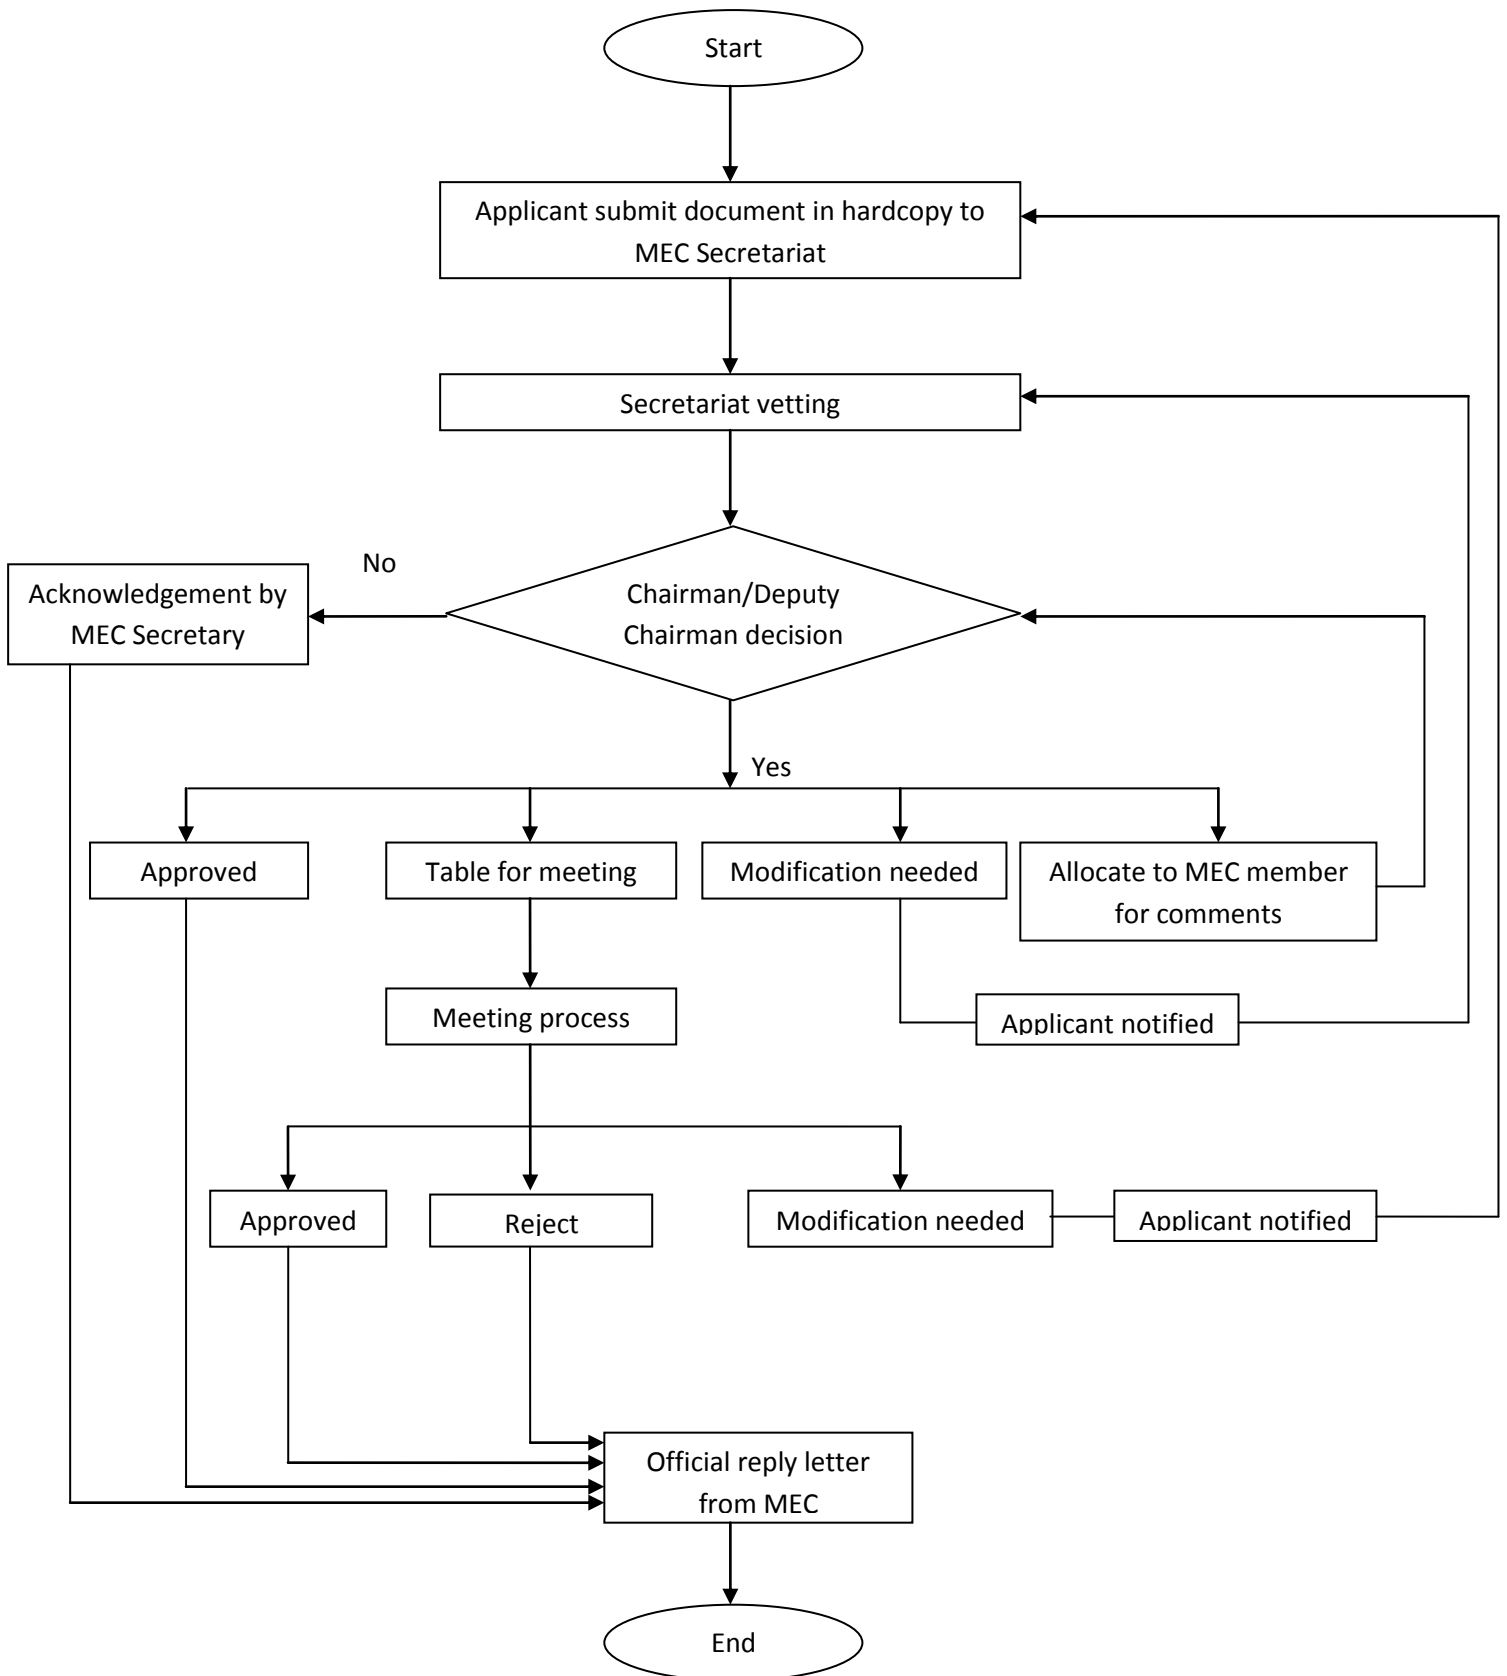 Start
Applicant submit document in hardcopy to
MEC Secretariat
Secretariat vetting
No
Acknowledgement by
MEC Secretary
Chairman/Deputy
Chairman decision
Yes
Approved
Table for meeting
Modification needed
Allocate to MEC member
for comments
Meeting process
Applicant notified
Approved
Reject
Modification needed
Applicant notified
Official reply letter
from MEC
End